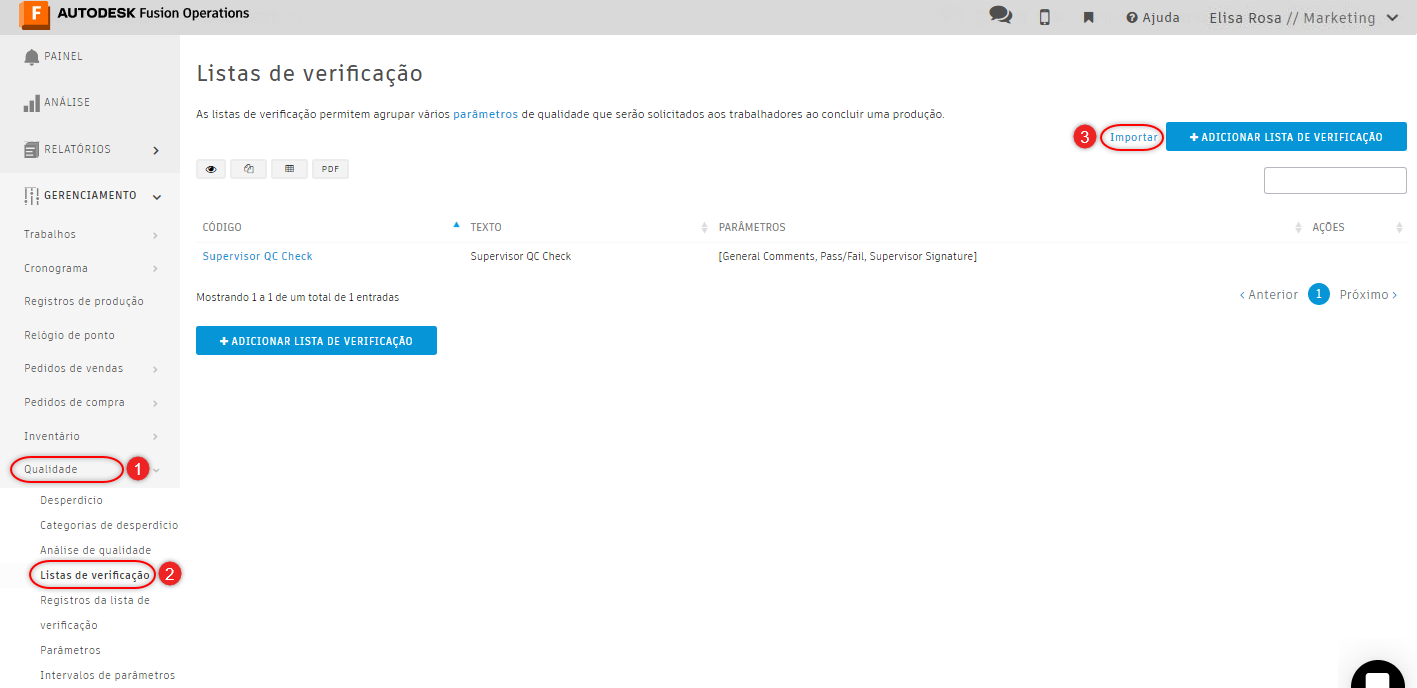 F AUTODESK Fusion Operations
Ajuda
Elisa Rosa // Marketing
PAINEL
ANÁLISE
RELATÓRIOS
GERENCIAMENTO
Trabalhos
Cronograma
Registros de produção
Relógio de ponto
Pedidos de vendas
Pedidos de compra
Inventário
Qualidade 1
Desperdício
Categorias de desperdício
Análise de qualidade
Listas de verificação 2
Registros da lista de
verificação
Parâmetros
Intervalos de parâmetros
Listas de verificação
As listas de verificação permitem agrupar vários parâmetros de qualidade que serão solicitados aos trabalhadores ao concluir uma produção.
3 Importar + ADICIONAR LISTA DE VERIFICAÇÃO
PDF
CÓDIGO TEXTO PARÂMETROS AÇÕES
Supervisor QC Check Supervisor QC Check [General Comments, Pass/Fail, Supervisor Signature]
Mostrando 1 a 1 de um total de 1 entradas
‹ Anterior 1 Próximo ›
+ ADICIONAR LISTA DE VERIFICAÇÃO